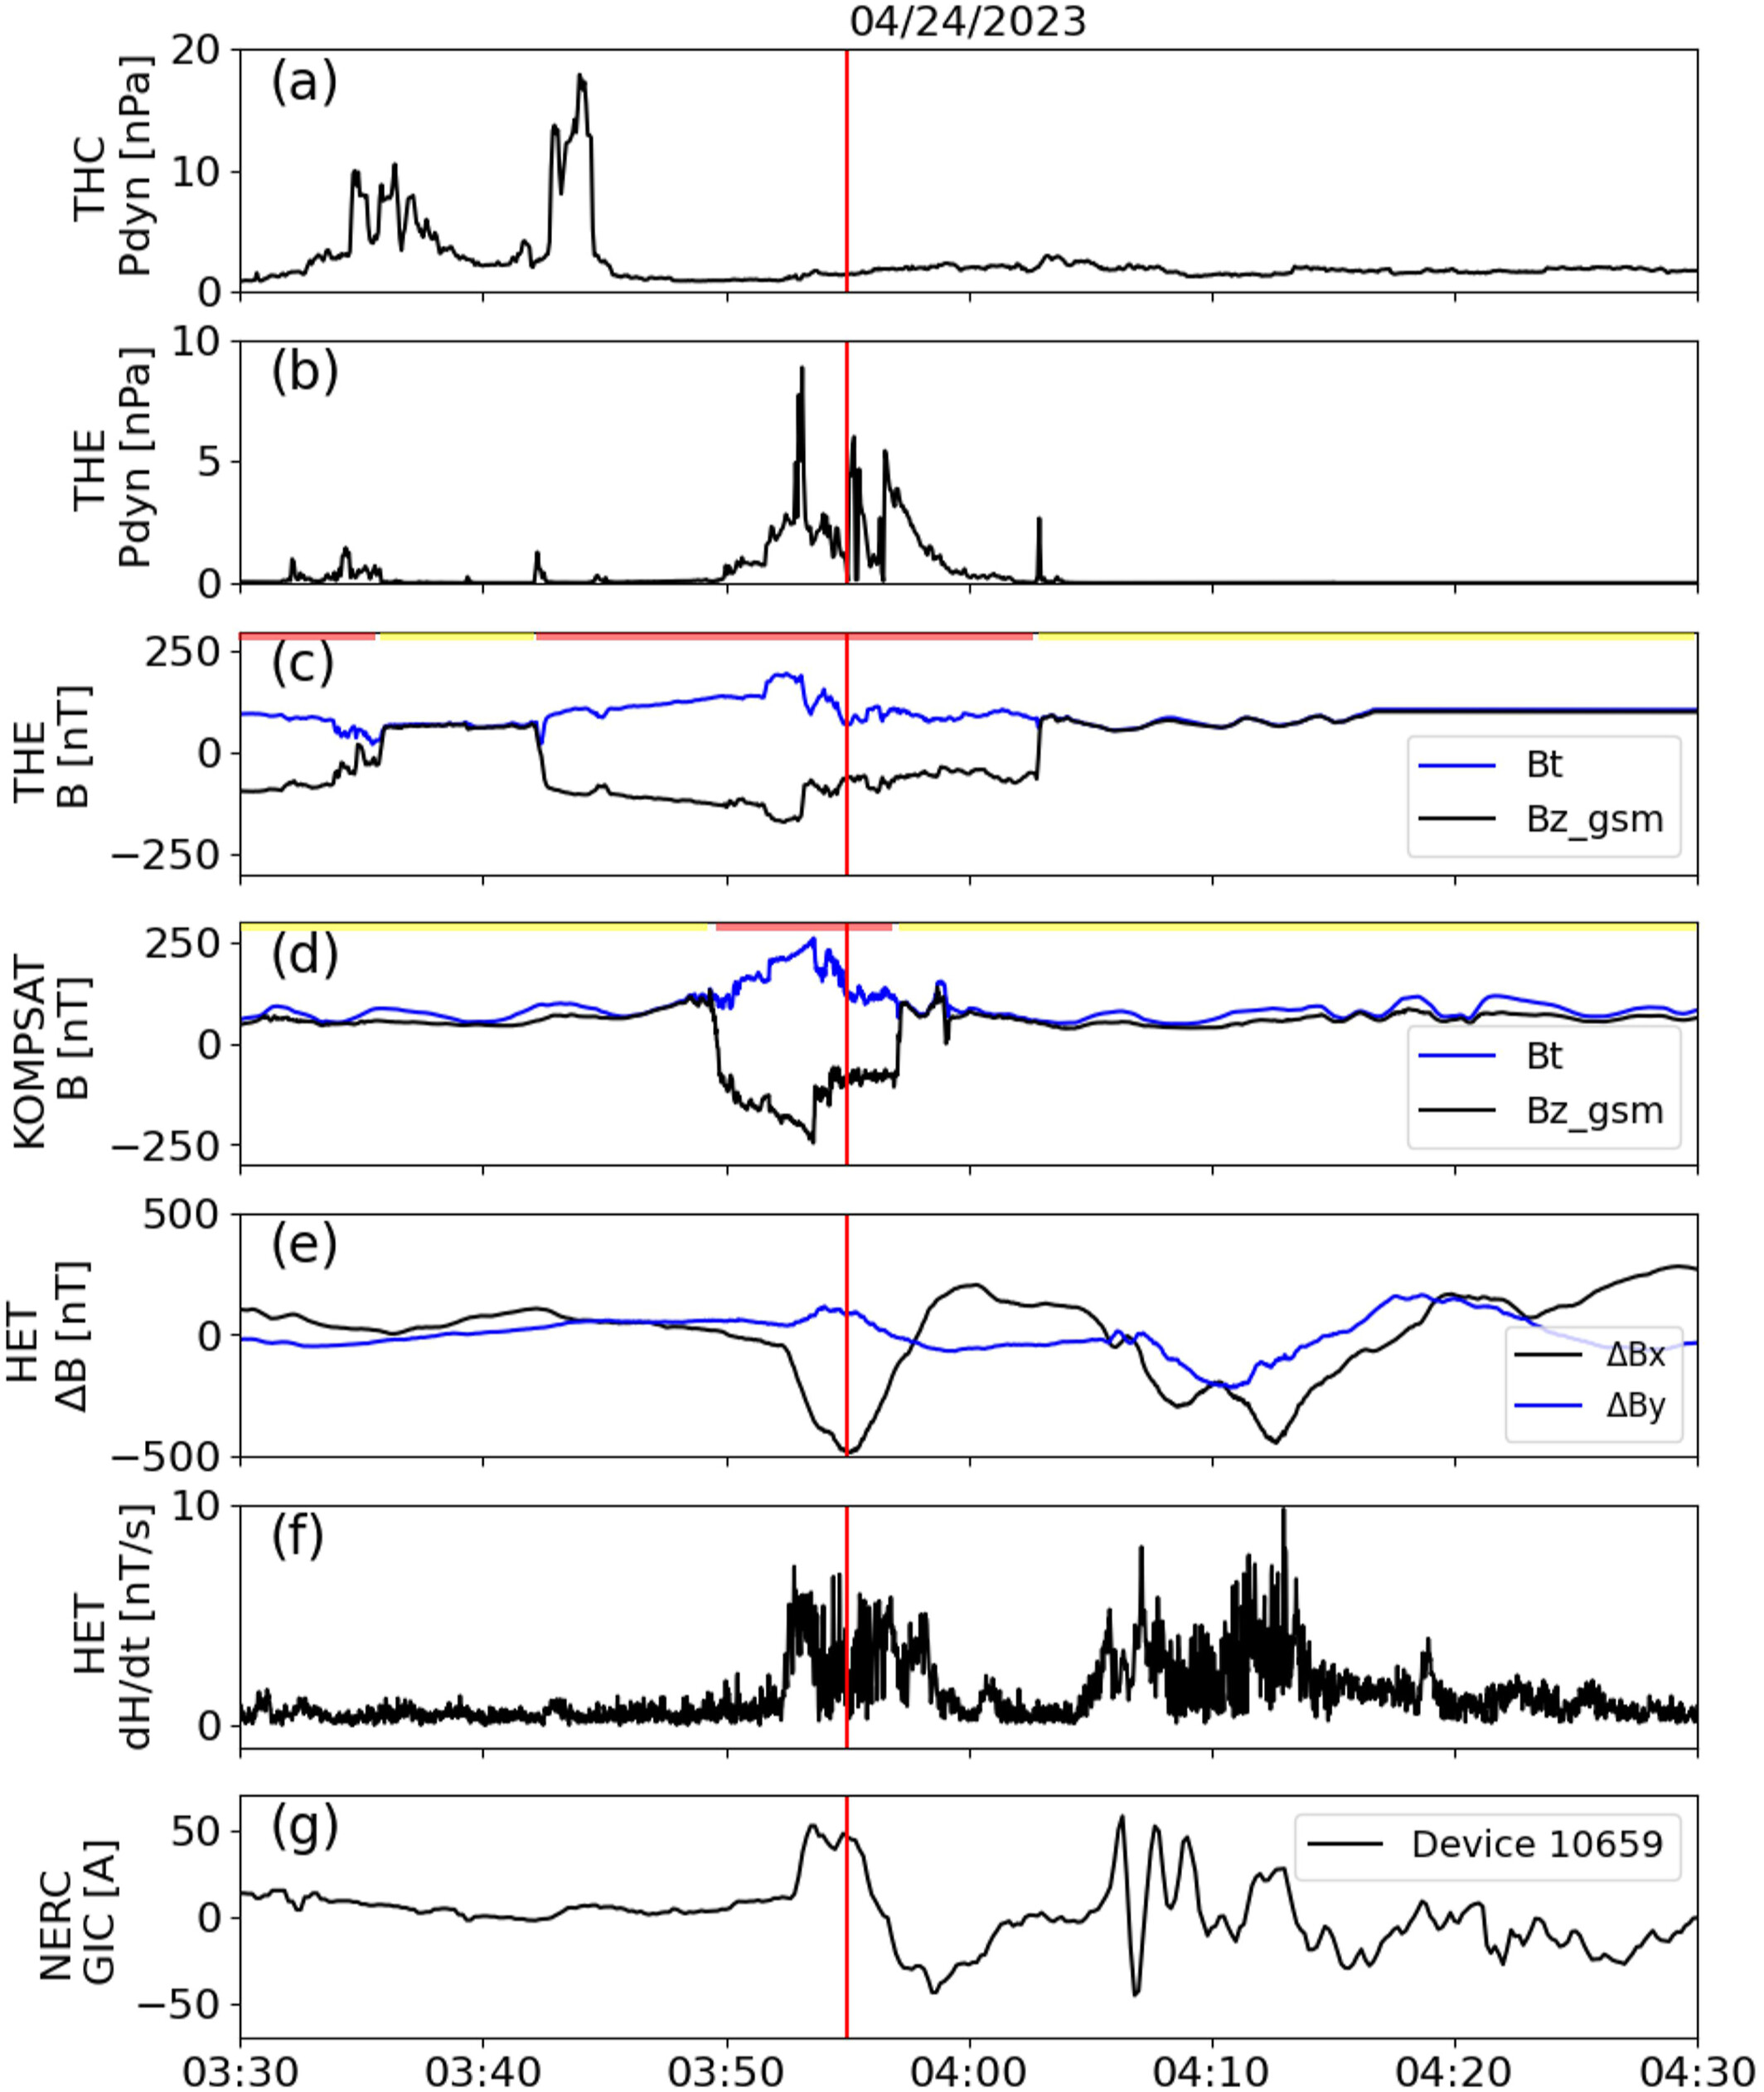 04/24/2023
(a)
THC
Pdyn [nPa]
20
10
0
(b)
THE
Pdyn [nPa]
10
5
0
(c)
THE
B [nT]
250
0
−250
Bt
Bz_gsm
(d)
KOMPSAT
B [nT]
250
0
−250
Bt
Bz_gsm
(e)
HET
ΔB [nT]
500
0
−500
ΔBx
ΔBy
(f)
HET
dH/dt [nT/s]
10
0
(g)
NERC
GIC [A]
50
0
−50
Device 10659
03:30 03:40 03:50 04:00 04:10 04:20 04:30